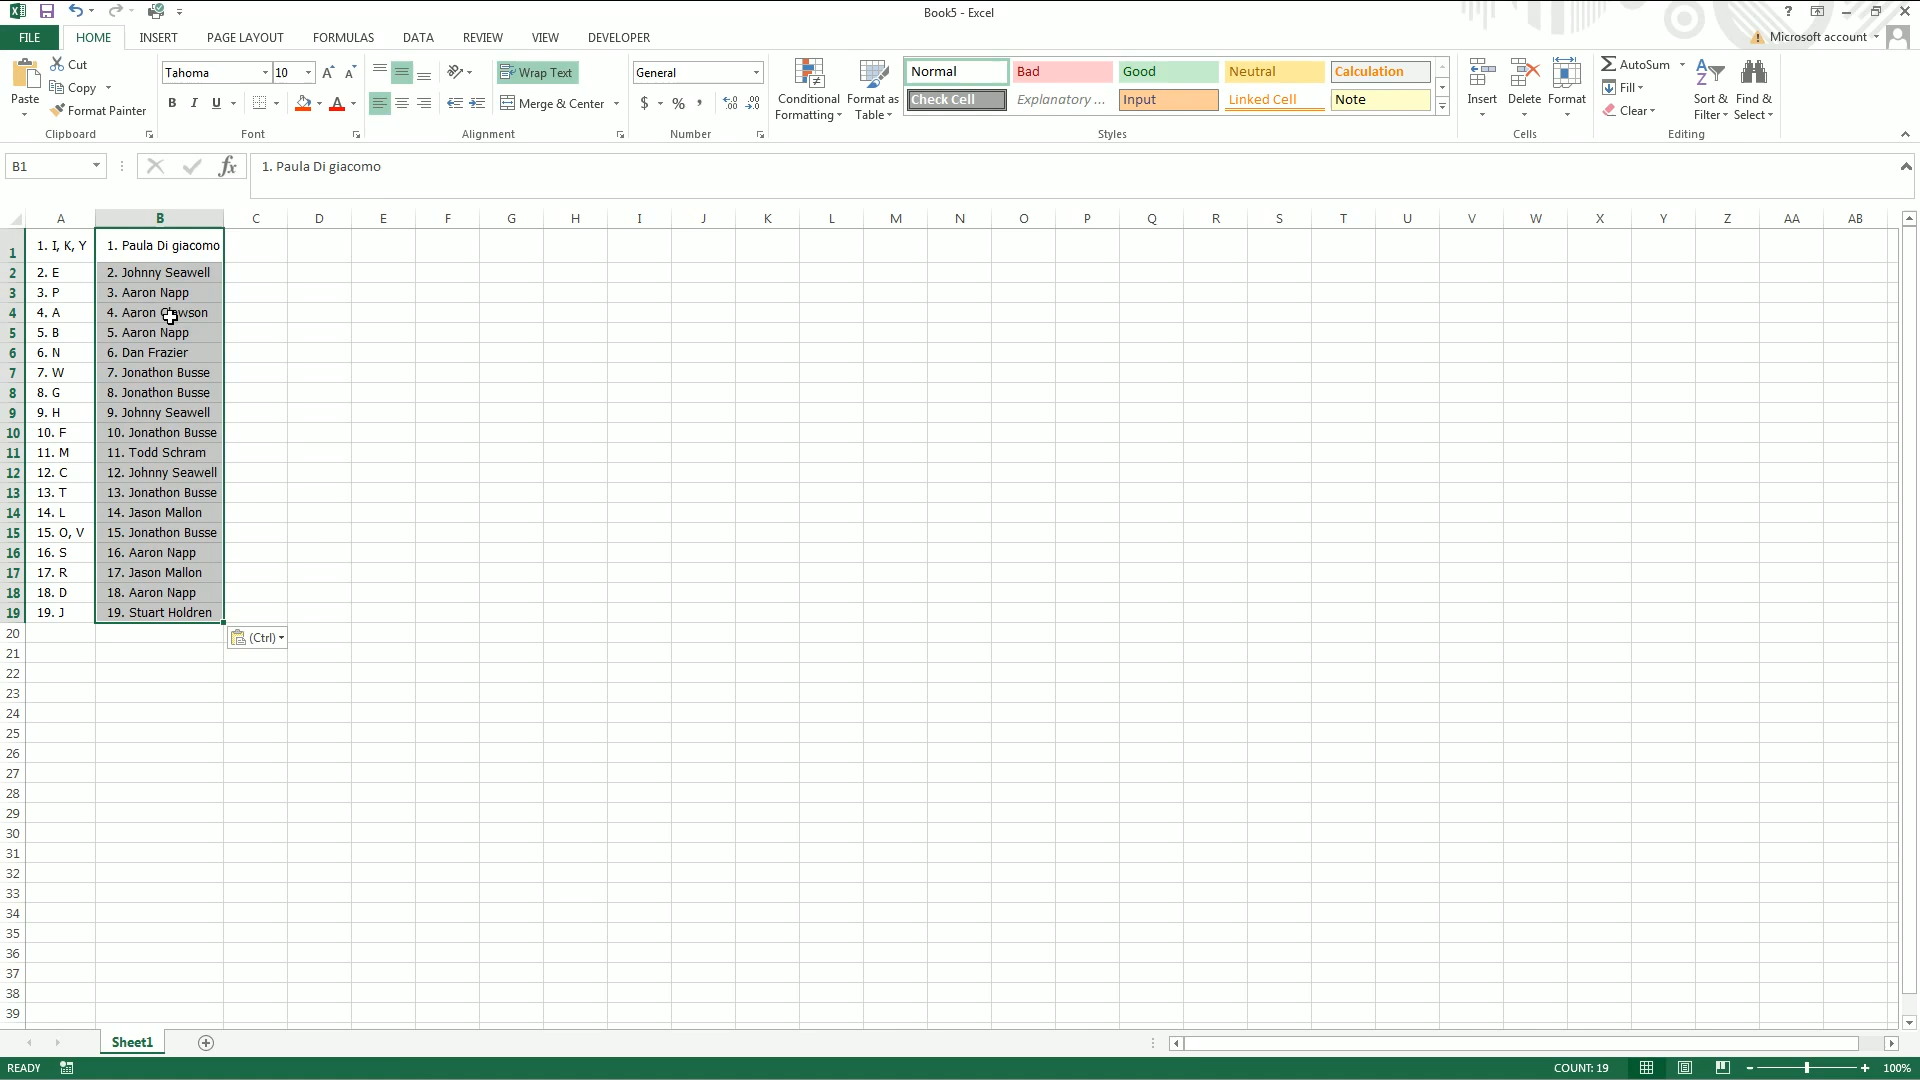 Book5 - Excel
Microsoft account
FILE HOME INSERT PAGE LAYOUT FORMULAS DATA REVIEW VIEW DEVELOPER
Paste
Cut
Copy
Format Painter
Clipboard
Tahoma 10
B I U
Font
Wrap Text
Merge & Center
Alignment
General
$ % ,
Number
Conditional Formatting
Format as Table
Normal Bad Good Neutral Calculation
Check Cell Explanatory ... Input Linked Cell Note
Styles
Insert Delete Format
Cells
AutoSum
Fill
Clear
Sort & Filter
Find & Select
Editing
B1 fx 1. Paula Di giacomo
A B C D E F G H I J K L M N O P Q R S T U V W X Y Z AA AB
1 1. I, K, Y 1. Paula Di giacomo
2 2. E 2. Johnny Seawell
3 3. P 3. Aaron Napp
4 4. A 4. Aaron
5 5. B 5. Aaron Napp
6 6. N 6. Dan Frazier
7 7. W 7. Jonathon Busse
8 8. G 8. Jonathon Busse
9 9. H 9. Johnny Seawell
10 10. F 10. Jonathon Busse
11 11. M 11. Todd Schram
12 12. C 12. Johnny Seawell
13 13. T 13. Jonathon Busse
14 14. L 14. Jason Mallon
15 15. O, V 15. Jonathon Busse
16 16. S 16. Aaron Napp
17 17. R 17. Jason Mallon
18 18. D 18. Aaron Napp
19 19. J 19. Stuart Holdren
20
(Ctrl)
21
22
23
24
25
26
27
28
29
30
31
32
33
34
35
36
37
38
39
Sheet1
READY
COUNT: 19
100%